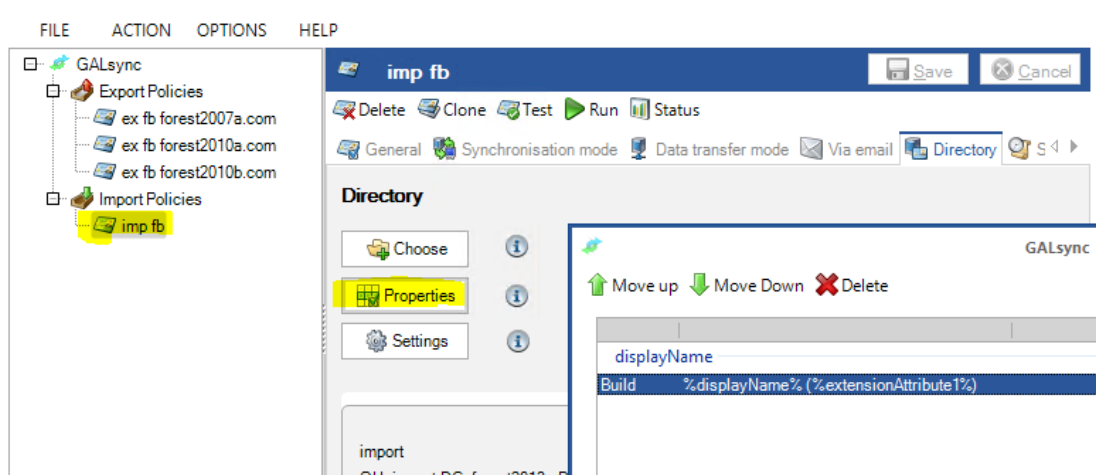 FILE ACTION OPTIONS HELP
GALsync
Export Policies
ex fb forest2007a.com
ex fb forest2010a.com
ex fb forest2010b.com
Import Policies
imp fb
imp fb
Save Cancel
Delete Clone Test Run Status
General Synchronisation mode Data transfer mode Via email Directory S
Directory
Choose
Properties
Settings
import
GALsync
Move up Move Down Delete
displayName
Build %displayName% (%extensionAttribute1%)